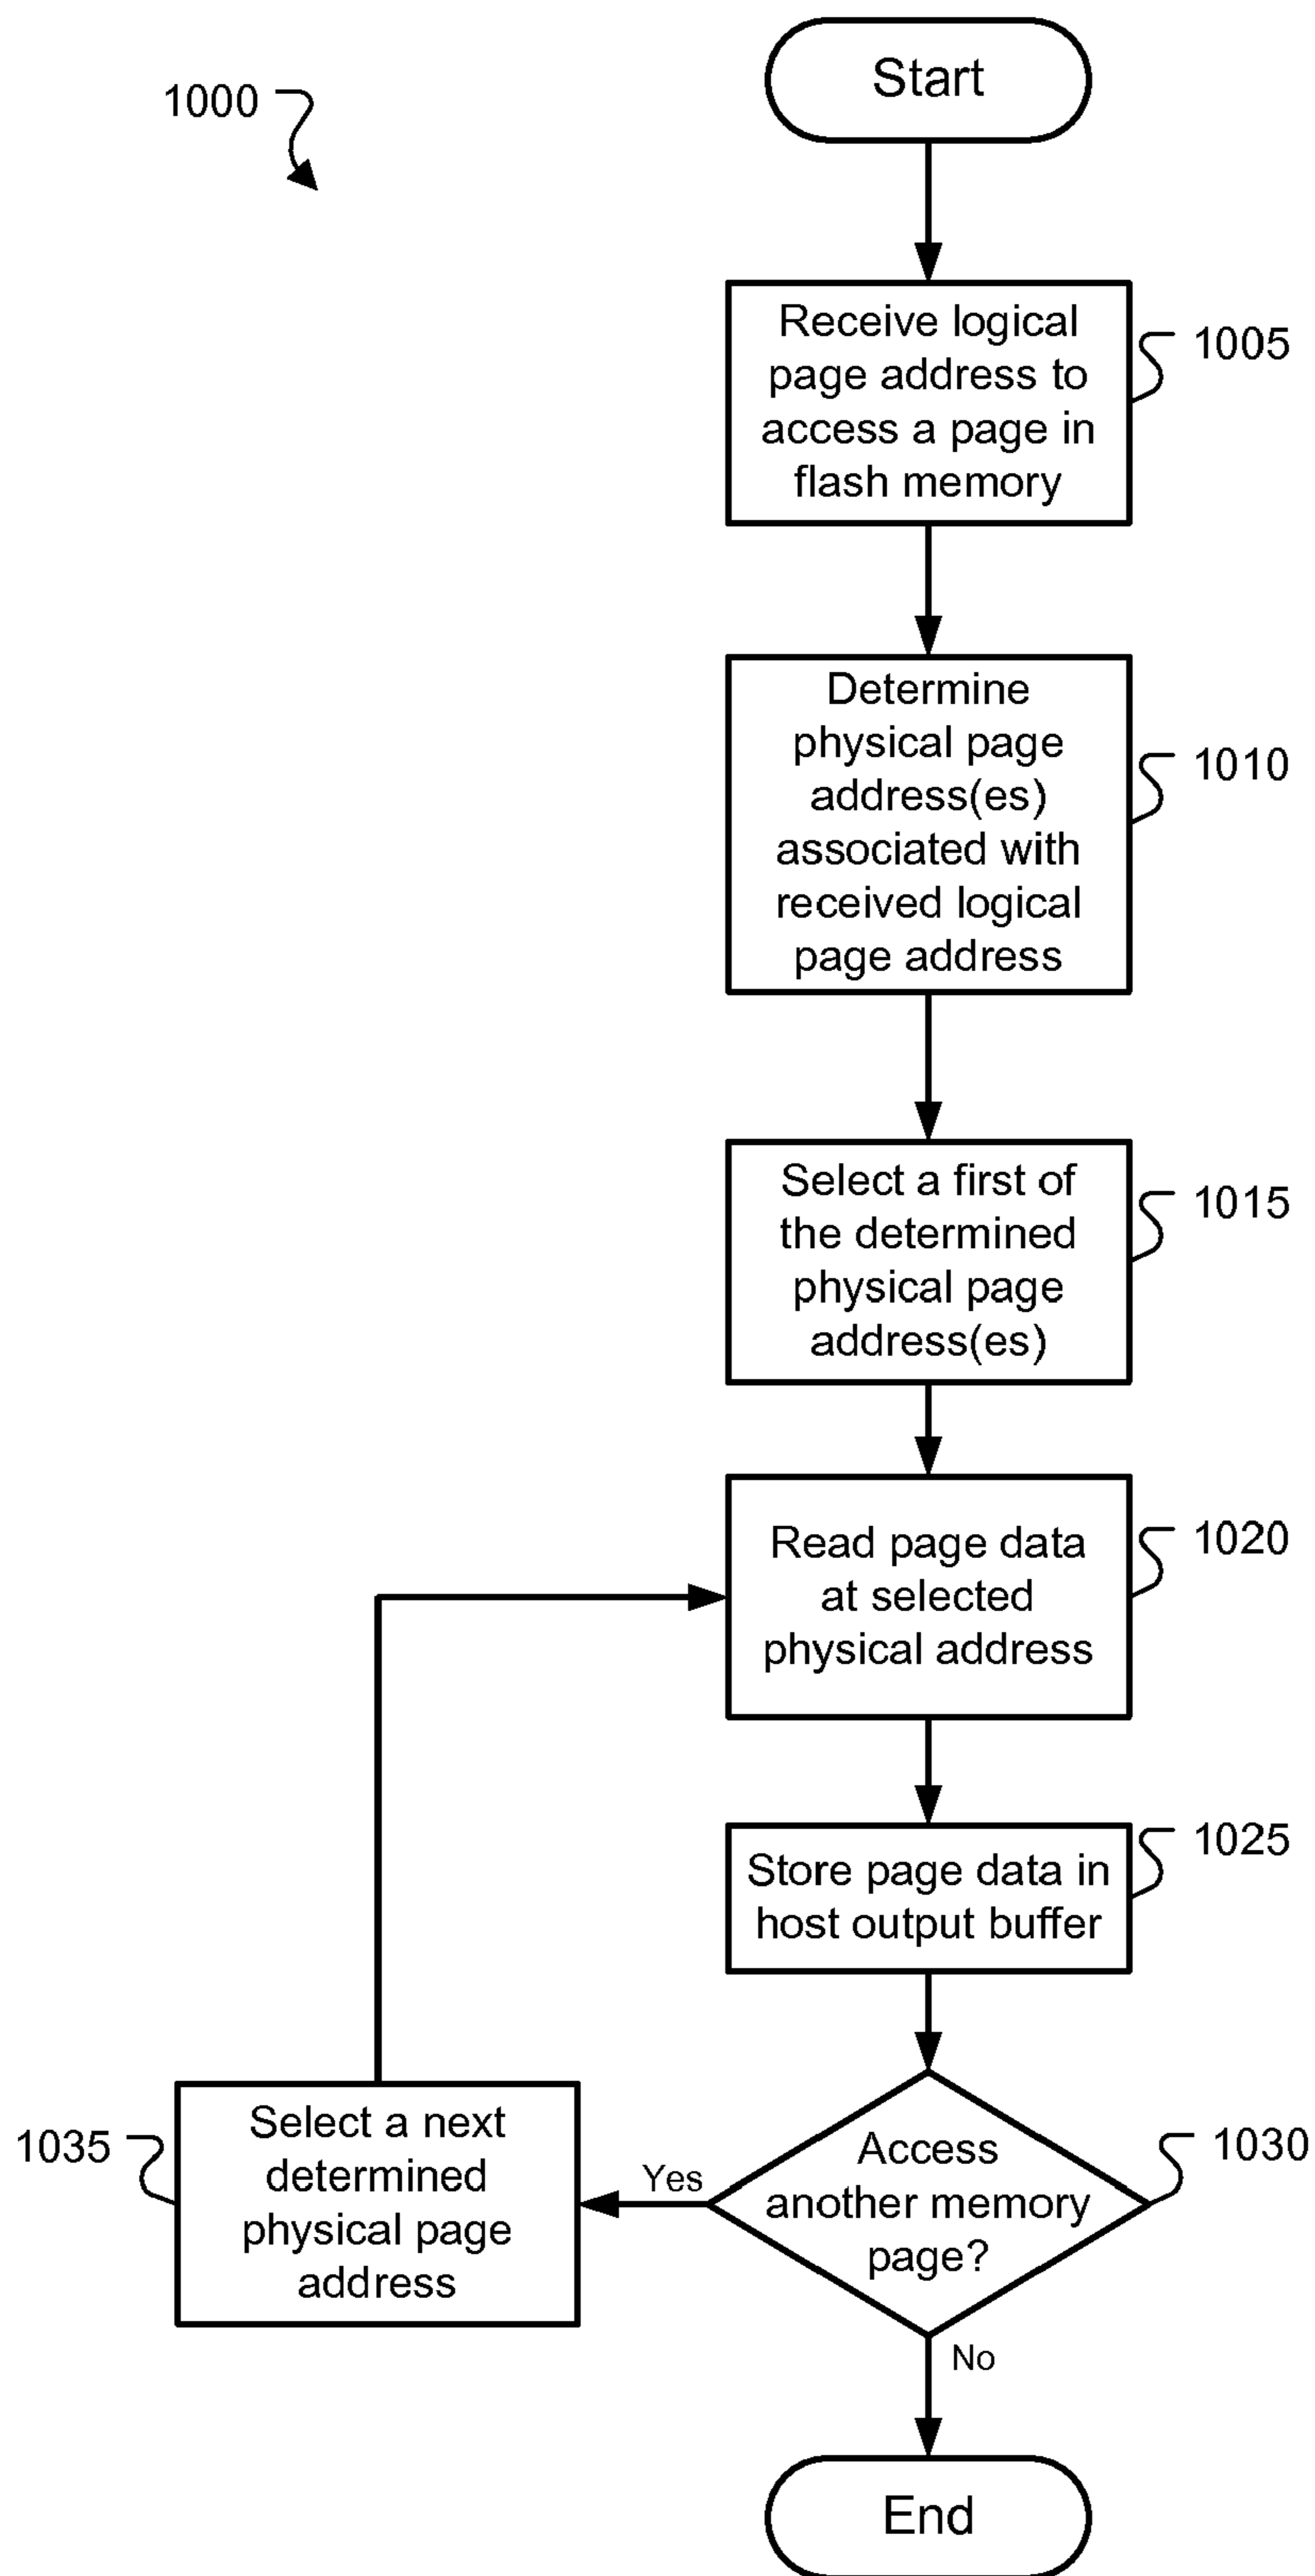 Start
1000
Receive logical
page address to
access a page in
flash memory
1005
Determine
physical page
address(es)
associated with
received logical
page address
1010
Select a first of
the determined
physical page
address(es)
1015
Read page data
at selected
physical address
1020
Store page data in
host output buffer
1025
Access
another memory
page?
1030
Yes
Select a next
determined
physical page
address
1035
No
End